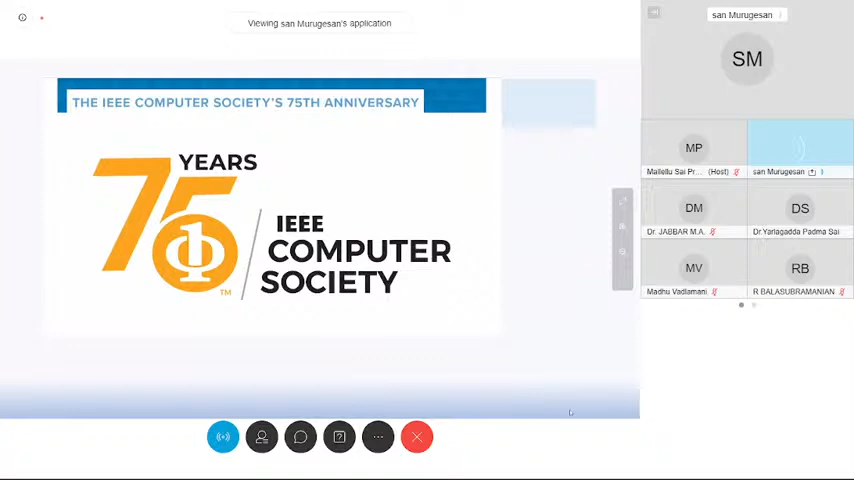 Viewing san Murugesan's application
THE IEEE COMPUTER SOCIETY'S 75TH ANNIVERSARY
75 YEARS
TM
IEEE
COMPUTER
SOCIETY
san Murugesan
SM
MP
Mallellu Sai Pr... (Host)
san Murugesan
DM
Dr. JABBAR M.A.
DS
Dr.Yarlagadda Padma Sai
MV
Madhu Vadlamani
RB
R BALASUBRAMANIAN